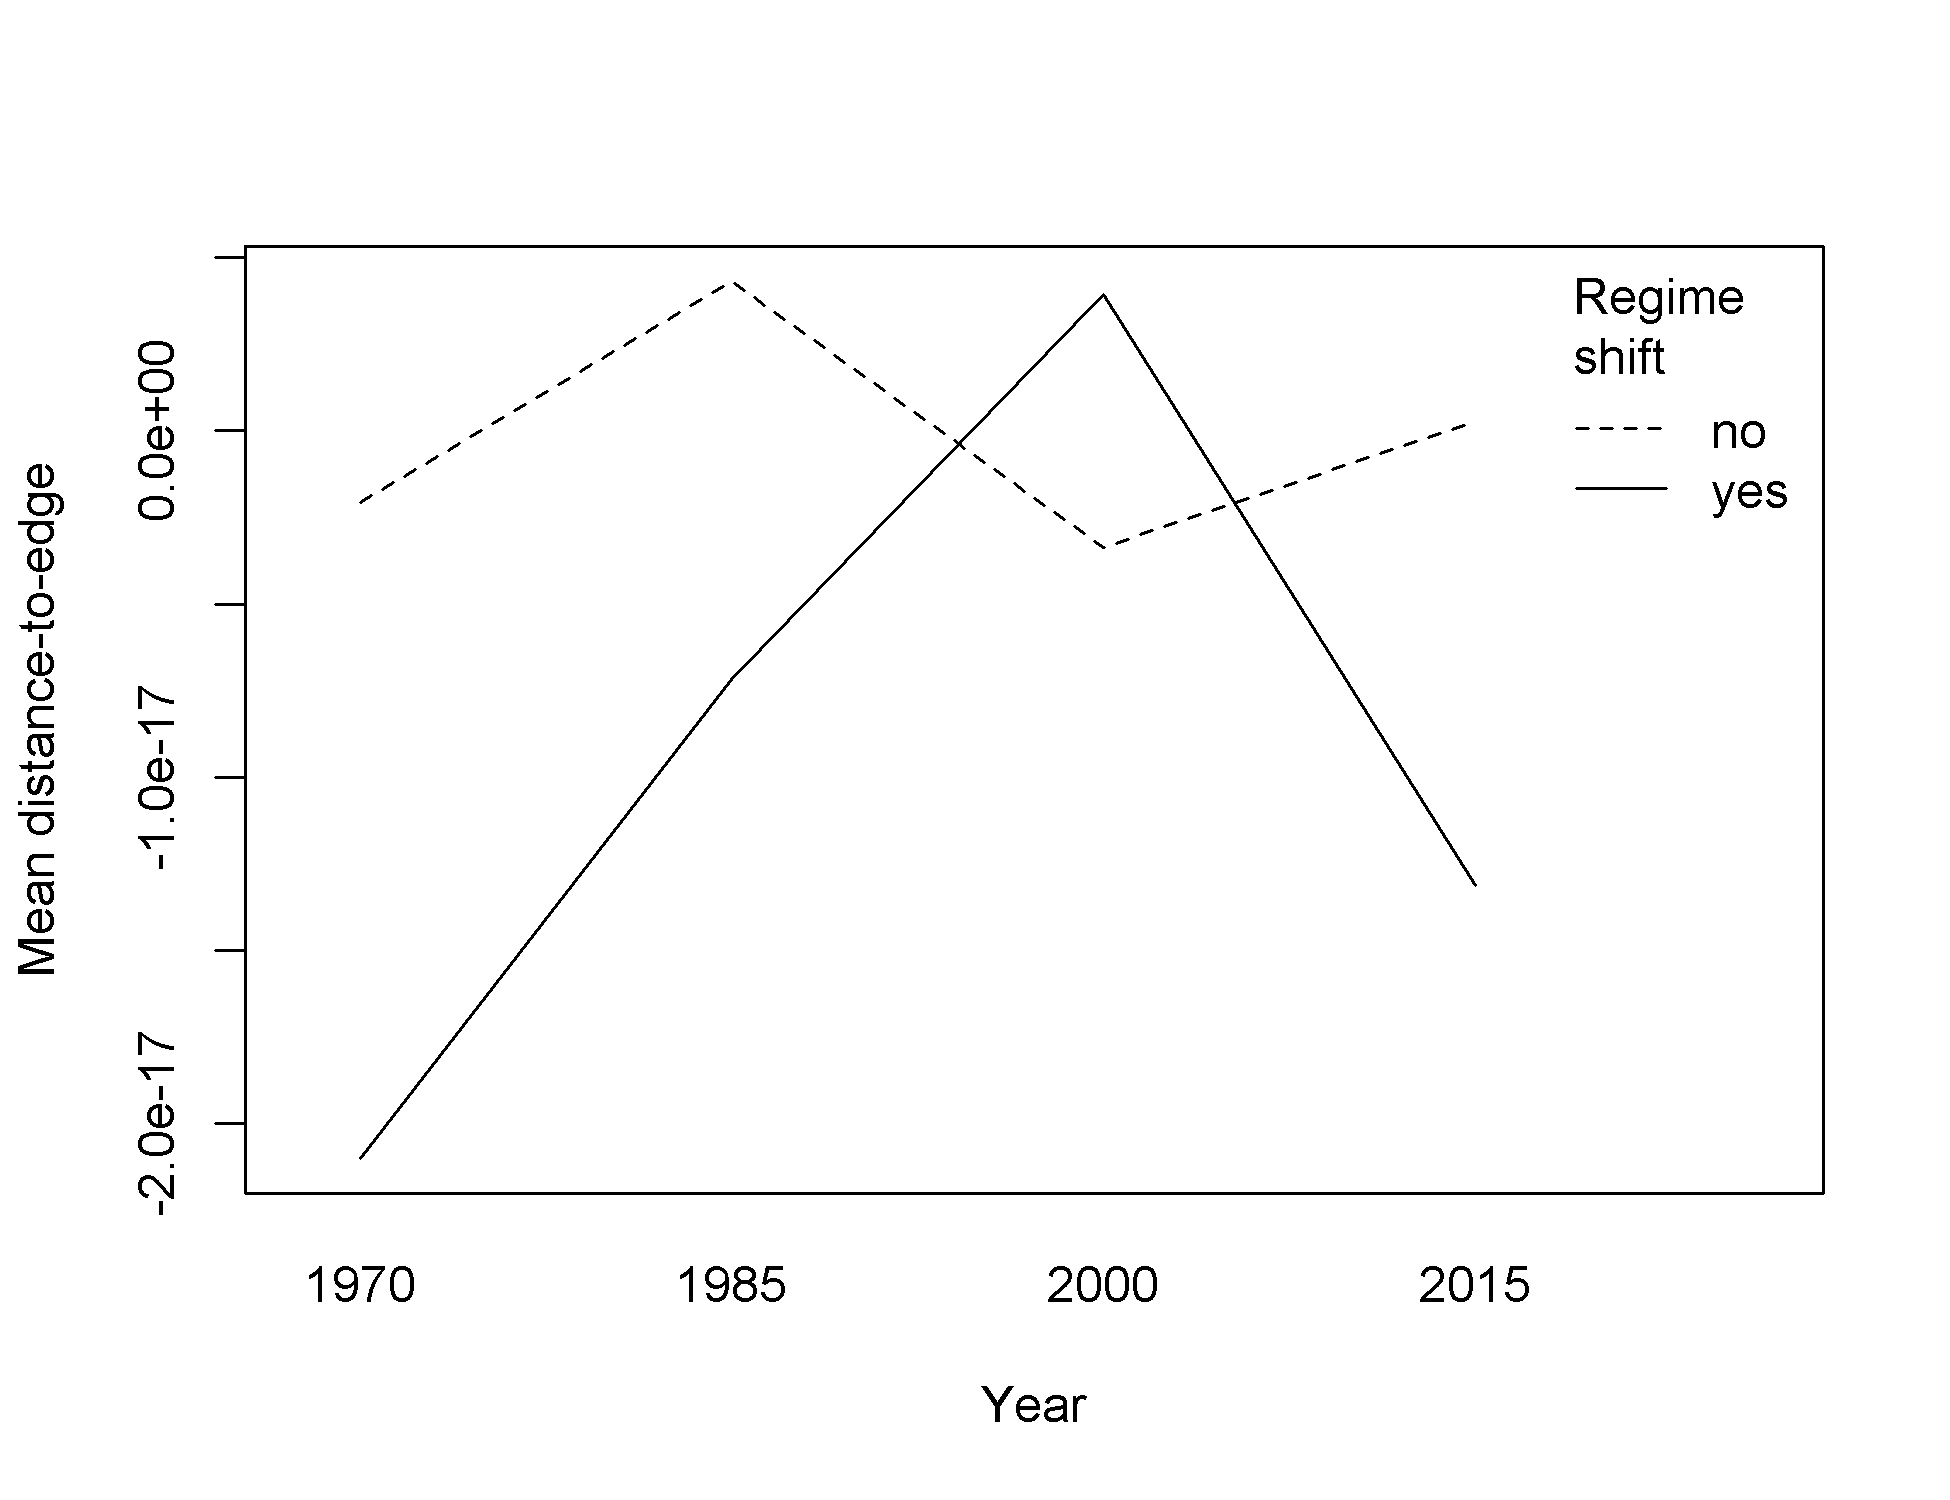 Regime
shift
no
yes
0.0e+00
-1.0e-17
-2.0e-17
Mean distance-to-edge
1970 1985 2000 2015
Year